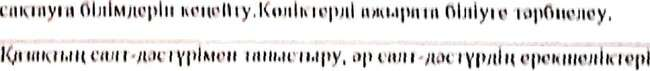 сақтауға білімдерін кеңейту.Көліктерді ажырата білуге тәрбиелеу.
Қазақтың салт-дәстүрімен таныстыру, әр салт-дәстүрдің ерекшеліктері